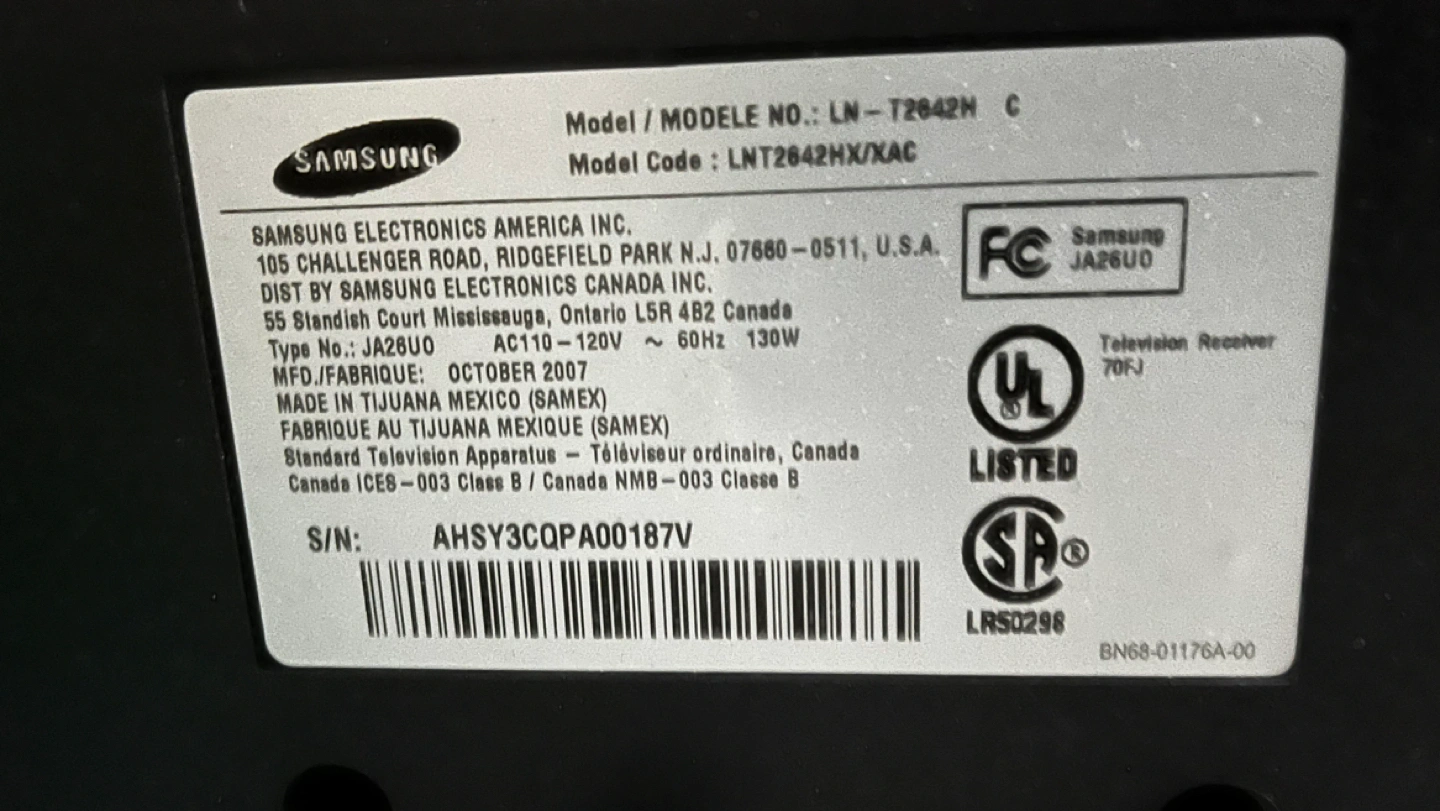 SAMSUNG
Model / MODELE NO.: LN-T2642H C
Model Code : LNT2642HX/XAC
SAMSUNG ELECTRONICS AMERICA INC.
105 CHALLENGER ROAD, RIDGEFIELD PARK N.J. 07660-0511, U.S.A.
DIST BY SAMSUNG ELECTRONICS CANADA INC.
55 Standish Court Mississauga, Ontario L5R 4B2 Canada
Type No.: JA26UO AC110-120V ~ 60Hz 130W
MFD./FABRIQUE: OCTOBER 2007
MADE IN TIJUANA MEXICO (SAMEX)
FABRIQUE AU TIJUANA MEXIQUE (SAMEX)
Standard Television Apparatus - Téléviseur ordinaire, Canada
Canada ICES-003 Class B / Canada NMB-003 Classe B
S/N: AHSY3CQPA00187V
FC Samsung
JA26UO
UL ® Television Receiver
70FJ
LISTED
SA ®
LR50298
BN68-01176A-00